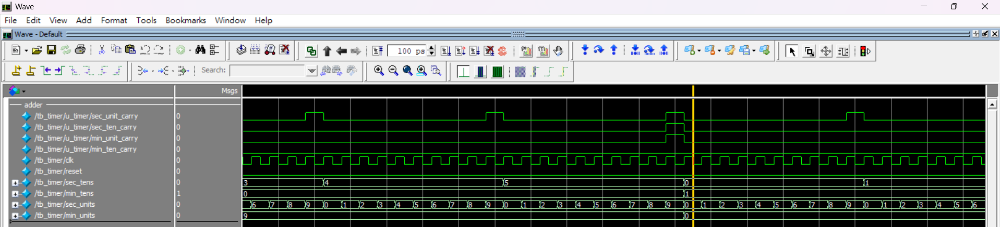 Wave
File Edit View Add Format Tools Bookmarks Window Help
Wave - Default
100 ps
Search:
Msgs
adder
/tb_timer/u_timer/sec_unit_carry 0
/tb_timer/u_timer/sec_ten_carry 0
/tb_timer/u_timer/min_unit_carry 0
/tb_timer/u_timer/min_ten_carry 0
/tb_timer/clk 0
/tb_timer/reset 0
/tb_timer/sec_tens 0 3 4 5 0 1
/tb_timer/min_tens 1 0 1
/tb_timer/sec_units 0 6 7 8 9 0 1 2 3 4 5 6 7 8 9 0 1 2 3 4 5 6 7 8 9 0 1 2 3 4 5 6 7 8 9 0 1 2 3 4 5 6
/tb_timer/min_units 0 9 0